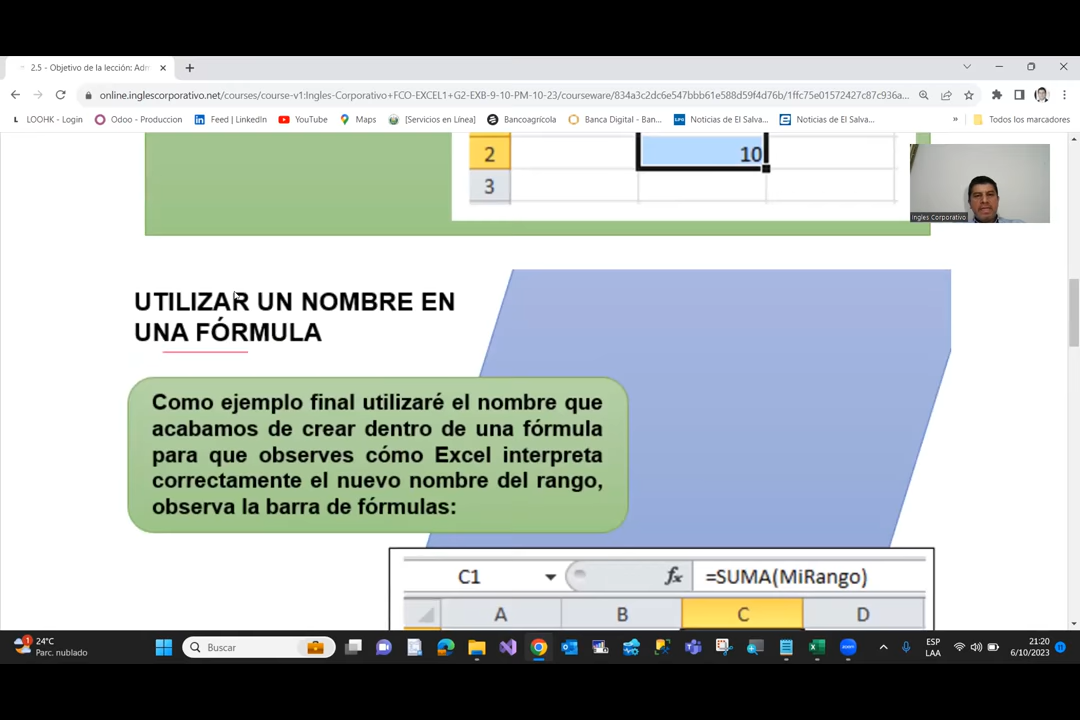 2.5 - Objetivo de la lección: Adm
online.inglescorporativo.net/courses/course-v1:Ingles-Corporativo+FCO-EXCEL1+G2-EXB-9-10-PM-10-23/courseware/834a3c2dc6e547bbb61e588d59f4d76b/1ffc75e01572427c87c936a...
LOOHK - Login
Odoo - Produccion
Feed | LinkedIn
YouTube
Maps
[Servicios en Línea]
Bancoagrícola
Banca Digital - Ban...
Noticias de El Salva...
Noticias de El Salva...
»
Todos los marcadores
2 10
3
Ingles Corporativo
UTILIZAR UN NOMBRE EN
UNA FÓRMULA
Como ejemplo final utilizaré el nombre que
acabamos de crear dentro de una fórmula
para que observes cómo Excel interpreta
correctamente el nuevo nombre del rango,
observa la barra de fórmulas:
C1 fx =SUMA(MiRango)
A B C D
1
24°C
Parc. nublado
Buscar
ESP
LAA
21:20
6/10/2023